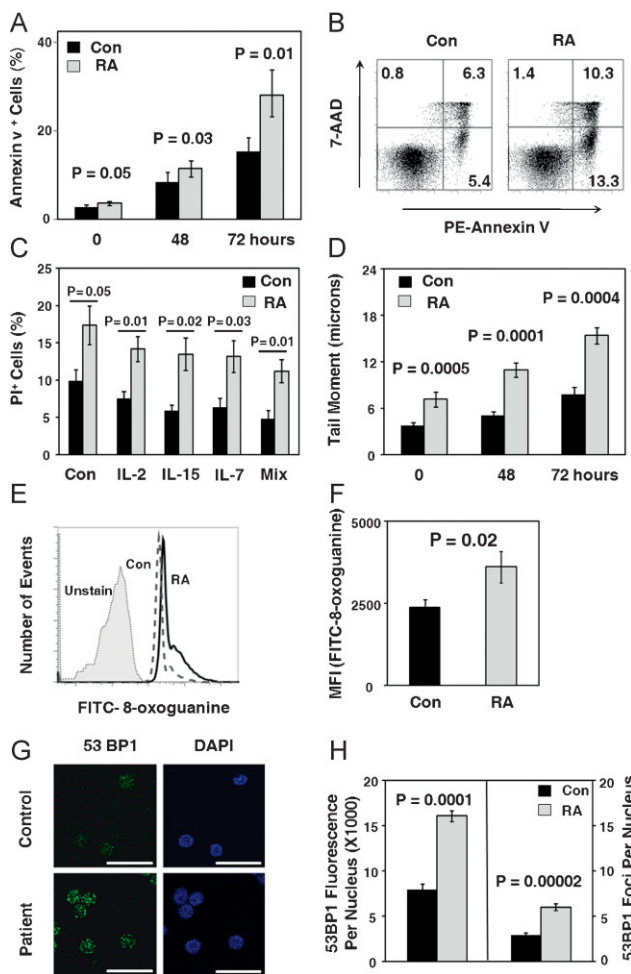 A
Annexin v + Cells (%)
40
20
0
Con
RA
P = 0.05
P = 0.03
P = 0.01
0 48 72 hours
B
Con RA
0.8 6.3
5.4
1.4 10.3
13.3
7-AAD
PE-Annexin V
C
PI+ Cells (%)
25
20
15
10
5
0
Con
RA
P = 0.05
P = 0.01
P = 0.02
P = 0.03
P = 0.01
Con IL-2 IL-15 IL-7 Mix
D
Tail Moment (microns)
24
18
12
6
0
Con
RA
P = 0.0005
P = 0.0001
P = 0.0004
0 48 72 hours
E
Number of Events
Unstain
Con
RA
FITC- 8-oxoguanine
F
MFI (FITC-8-oxoguanine)
5000
2500
0
P = 0.02
Con RA
G
53 BP1 DAPI
Control
Patient
H
53BP1 Fluorescence
Per Nucleus (X1000)
20
15
10
5
0
P = 0.0001
Con
RA
P = 0.00002
20
15
10
5
0
53BP1 Foci Per Nucleus